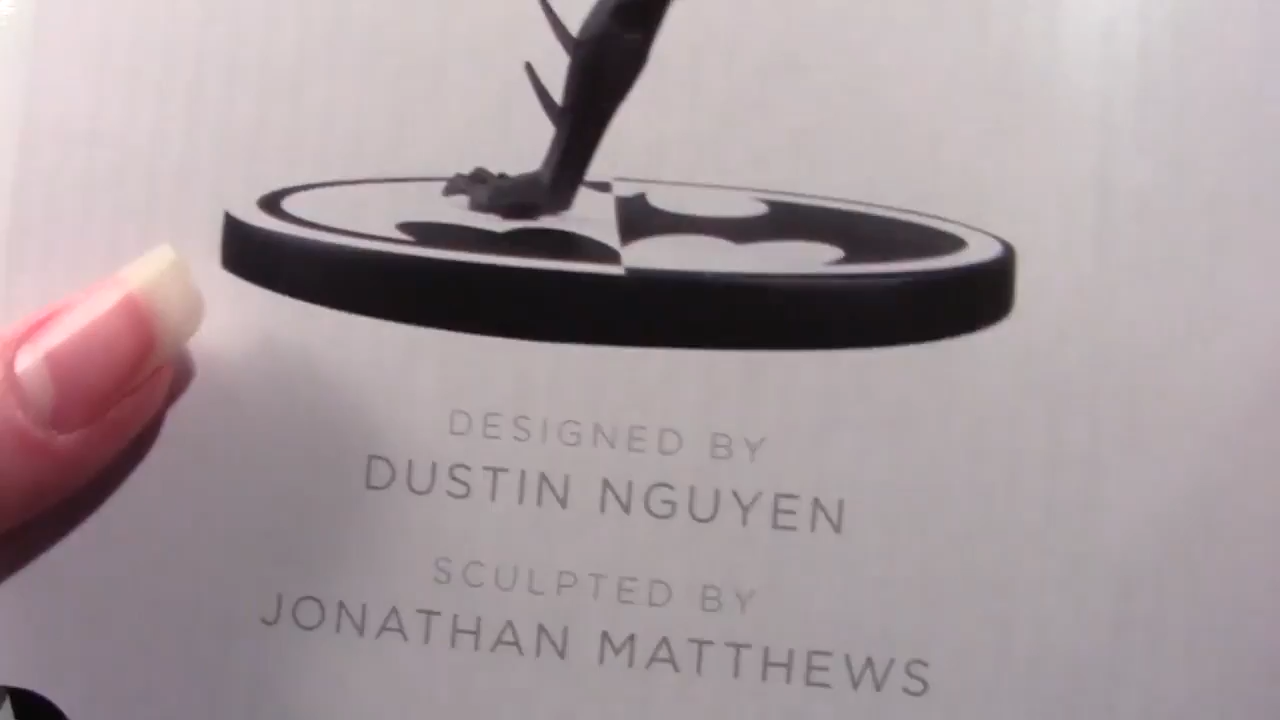 DESIGNED BY
DUSTIN NGUYEN
SCULPTED BY
JONATHAN MATTHEWS